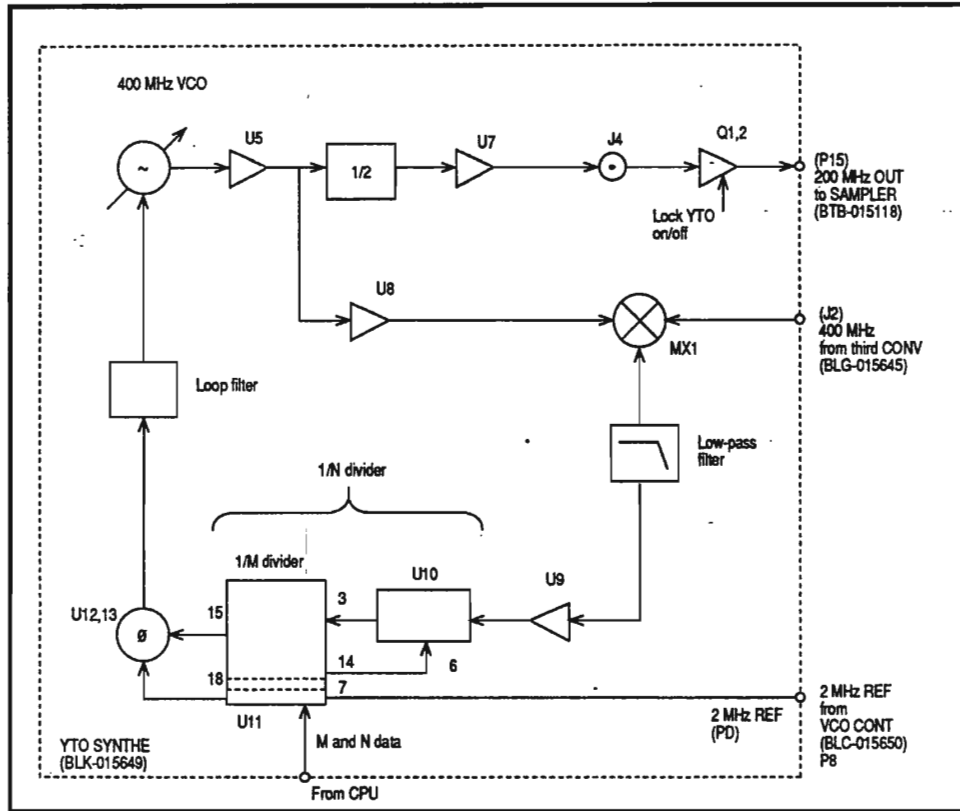 400 MHz VCO
U5
U7
J4
Q1,2
~
1/2
-
(P15)
200 MHz OUT
to SAMPLER
(BTB-015118)
Lock YTO
on/off
U8
MX1
(J2)
400 MHz
from third CONV
(BLG-015645)
Loop filter
Low-pass
filter
1/N divider
1/M divider
U10
U9
U12,13
ø
15
3
14
6
18
7
U11
2 MHz REF
(PD)
2 MHz REF
from
VCO CONT
(BLC-015650)
P8
M and N data
YTO SYNTHE
(BLK-015649)
From CPU